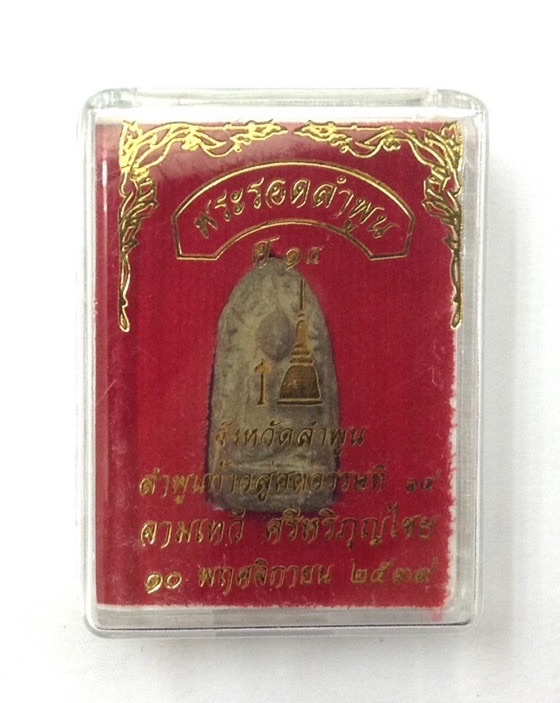 พระรอดลำพูน
๑๔
จังหวัดลำพูน
ลำพูนก้าวสู่ศตวรรษที่ ๑๔
จามเทวี ศรีหริภุญไชย
๑๐ พฤศจิกายน ๒๕๓๙